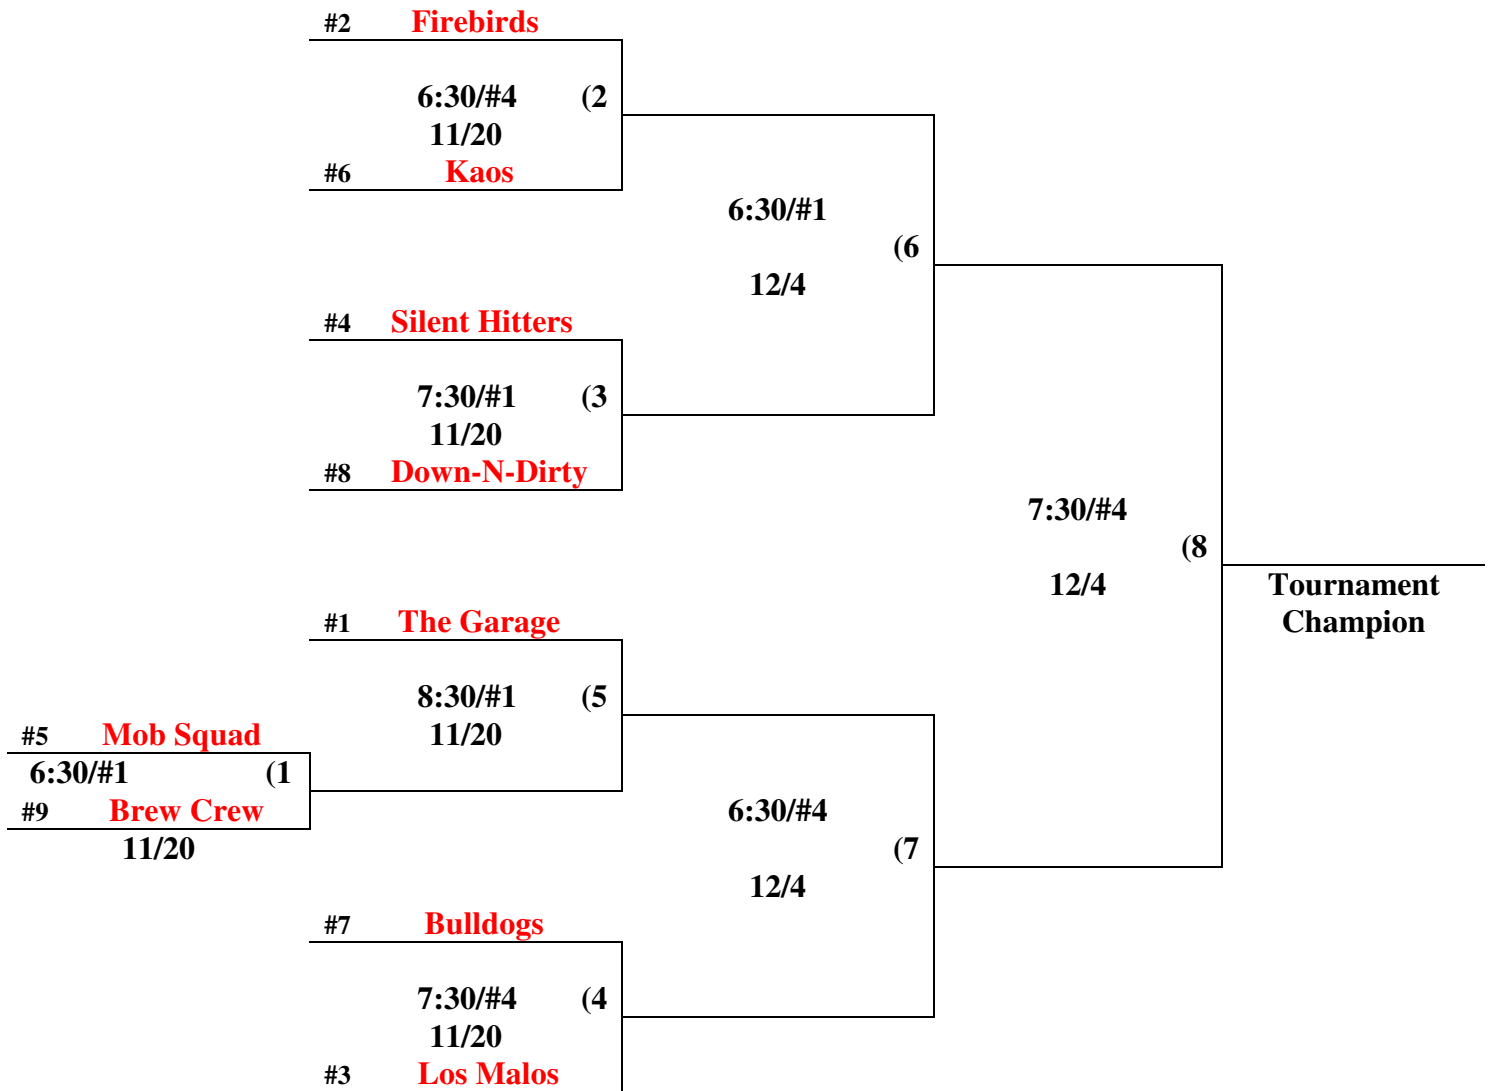 #2 Firebirds
6:30/#4 (2
11/20
#6 Kaos
6:30/#1
(6
12/4
#4 Silent Hitters
7:30/#1 (3
11/20
#8 Down-N-Dirty
7:30/#4
(8
12/4
Tournament
Champion
#1 The Garage
8:30/#1 (5
11/20
#5 Mob Squad
6:30/#1 (1
#9 Brew Crew
11/20
6:30/#4
(7
12/4
#7 Bulldogs
7:30/#4 (4
11/20
#3 Los Malos